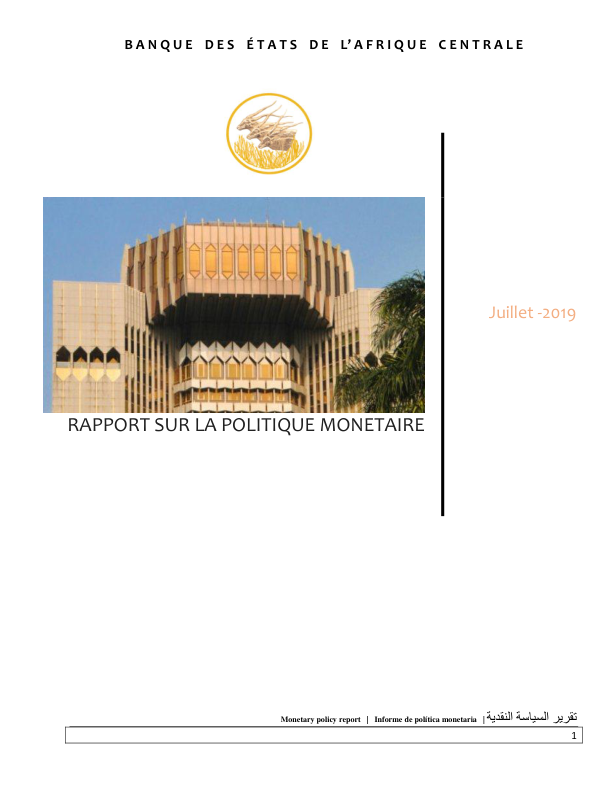 BANQUE DES ÉTATS DE L'AFRIQUE CENTRALE
Juillet -2019
RAPPORT SUR LA POLITIQUE MONETAIRE
Monetary policy report | Informe de política monetaria | تقرير السياسة النقدية
1